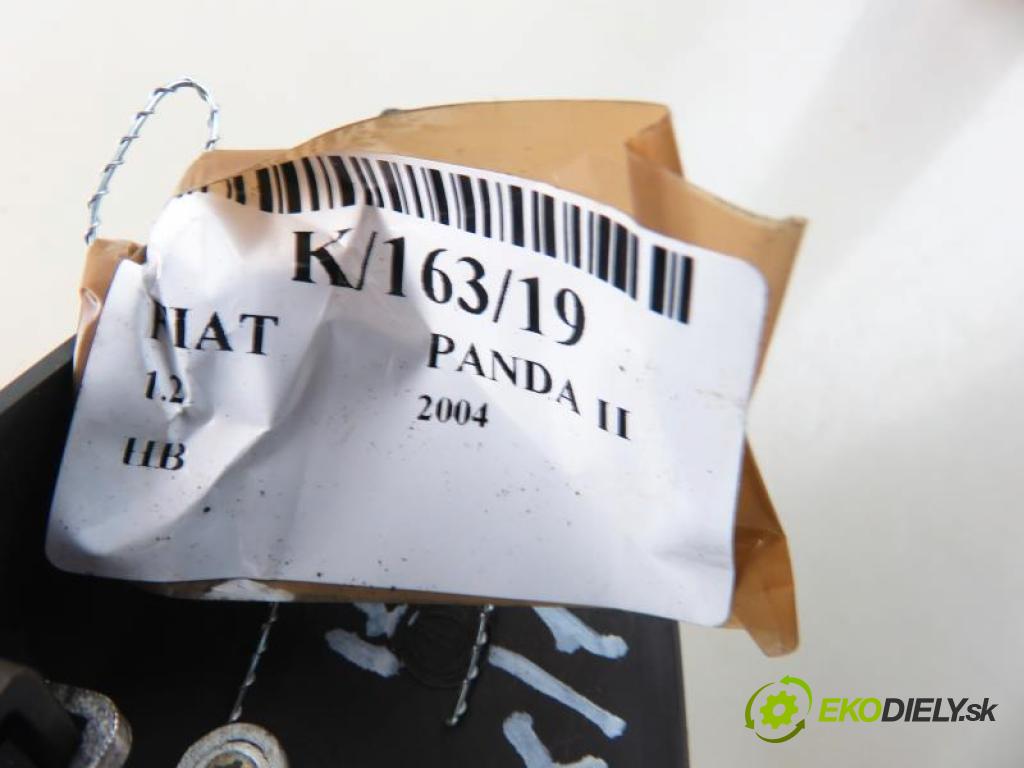 K/163/19
FIAT PANDA II
1.2 2004
HB
EKODIELY.sk